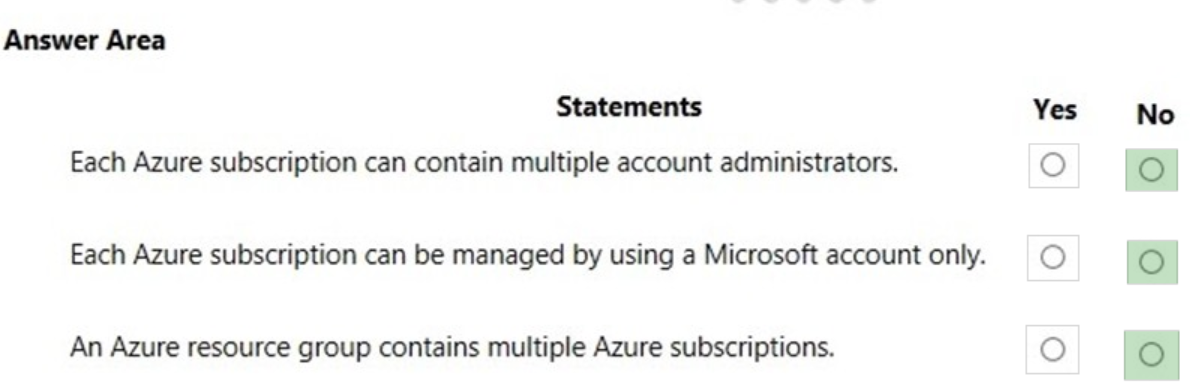 Answer Area
Statements Yes No
Each Azure subscription can contain multiple account administrators.
Each Azure subscription can be managed by using a Microsoft account only.
An Azure resource group contains multiple Azure subscriptions.